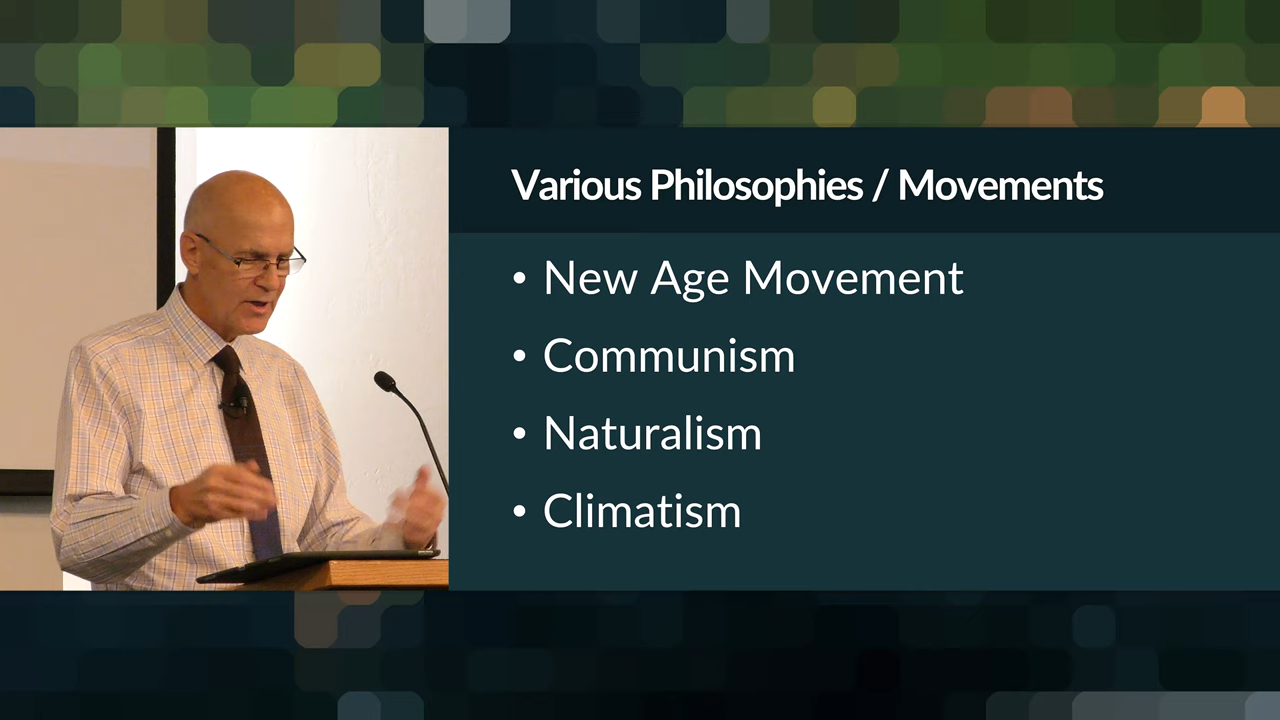 Various Philosophies / Movements
• New Age Movement
• Communism
• Naturalism
• Climatism